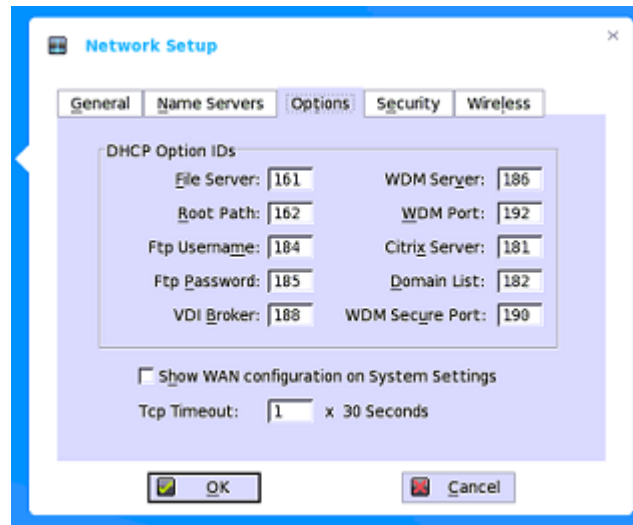 Network Setup
General Name Servers Options Security Wireless
DHCP Option IDs
File Server: 161 WDM Server: 186
Root Path: 162 WDM Port: 192
Ftp Username: 184 Citrix Server: 181
Ftp Password: 185 Domain List: 182
VDI Broker: 188 WDM Secure Port: 190
Show WAN configuration on System Settings
Tcp Timeout: 1 x 30 Seconds
OK Cancel